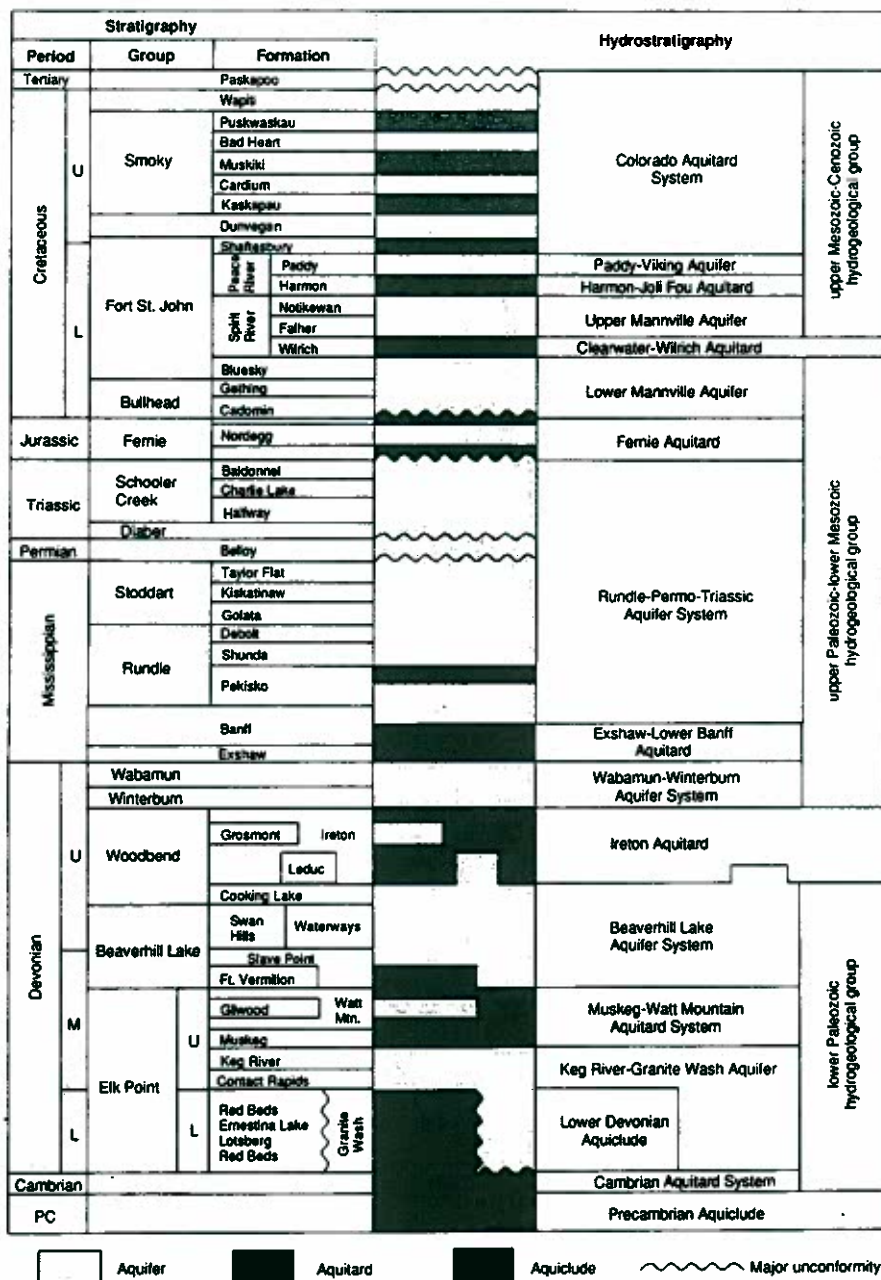 Stratigraphy
Hydrostratigraphy
Period
Group
Formation
Tertiary
Paskapoo
Wapiti
Cretaceous
U
Smoky
Puskwaskau
Bad Heart
Muskiki
Cardium
Kaskapau
Colorado Aquitard
System
upper Mesozoic-Cenozoic
hydrogeological group
Dunvegan
L
Fort St. John
Shaftesbury
Peace
River
Paddy
Paddy-Viking Aquifer
Harmon
Harmon-Joli Fou Aquitard
Spirit
River
Notikewan
Falher
Upper Mannville Aquifer
Wilrich
Clearwater-Wilrich Aquitard
Bluesky
Bullhead
Gething
Cadomin
Lower Mannville Aquifer
Jurassic
Fernie
Nordegg
Fernie Aquitard
Triassic
Schooler
Creek
Baldonnel
Charlie Lake
Halfway
Diaber
Permian
Belloy
Mississippian
Stoddart
Taylor Flat
Kiskatinaw
Golata
Rundle-Permo-Triassic
Aquifer System
upper Paleozoic-lower Mesozoic
hydrogeological group
Rundle
Debolt
Shunda
Pekisko
Banff
Exshaw
Exshaw-Lower Banff
Aquitard
Devonian
U
Wabamun
Winterburn
Wabamun-Winterburn
Aquifer System
Woodbend
Grosmont
Ireton
Leduc
Ireton Aquitard
Cooking Lake
Beaverhill Lake
Swan
Hills
Waterways
Slave Point
Ft. Vermilion
Beaverhill Lake
Aquifer System
lower Paleozoic
hydrogeological group
M
Elk Point
U
Gilwood
Watt
Mtn.
Muskeg
Muskeg-Watt Mountain
Aquitard System
Keg River
Contact Rapids
Keg River-Granite Wash Aquifer
L
L
Red Beds
Ernestina Lake
Lotsberg
Red Beds
Granite
Wash
Lower Devonian
Aquiclude
Cambrian
Cambrian Aquitard System
PC
Precambrian Aquiclude
Aquifer
Aquitard
Aquiclude
Major unconformity